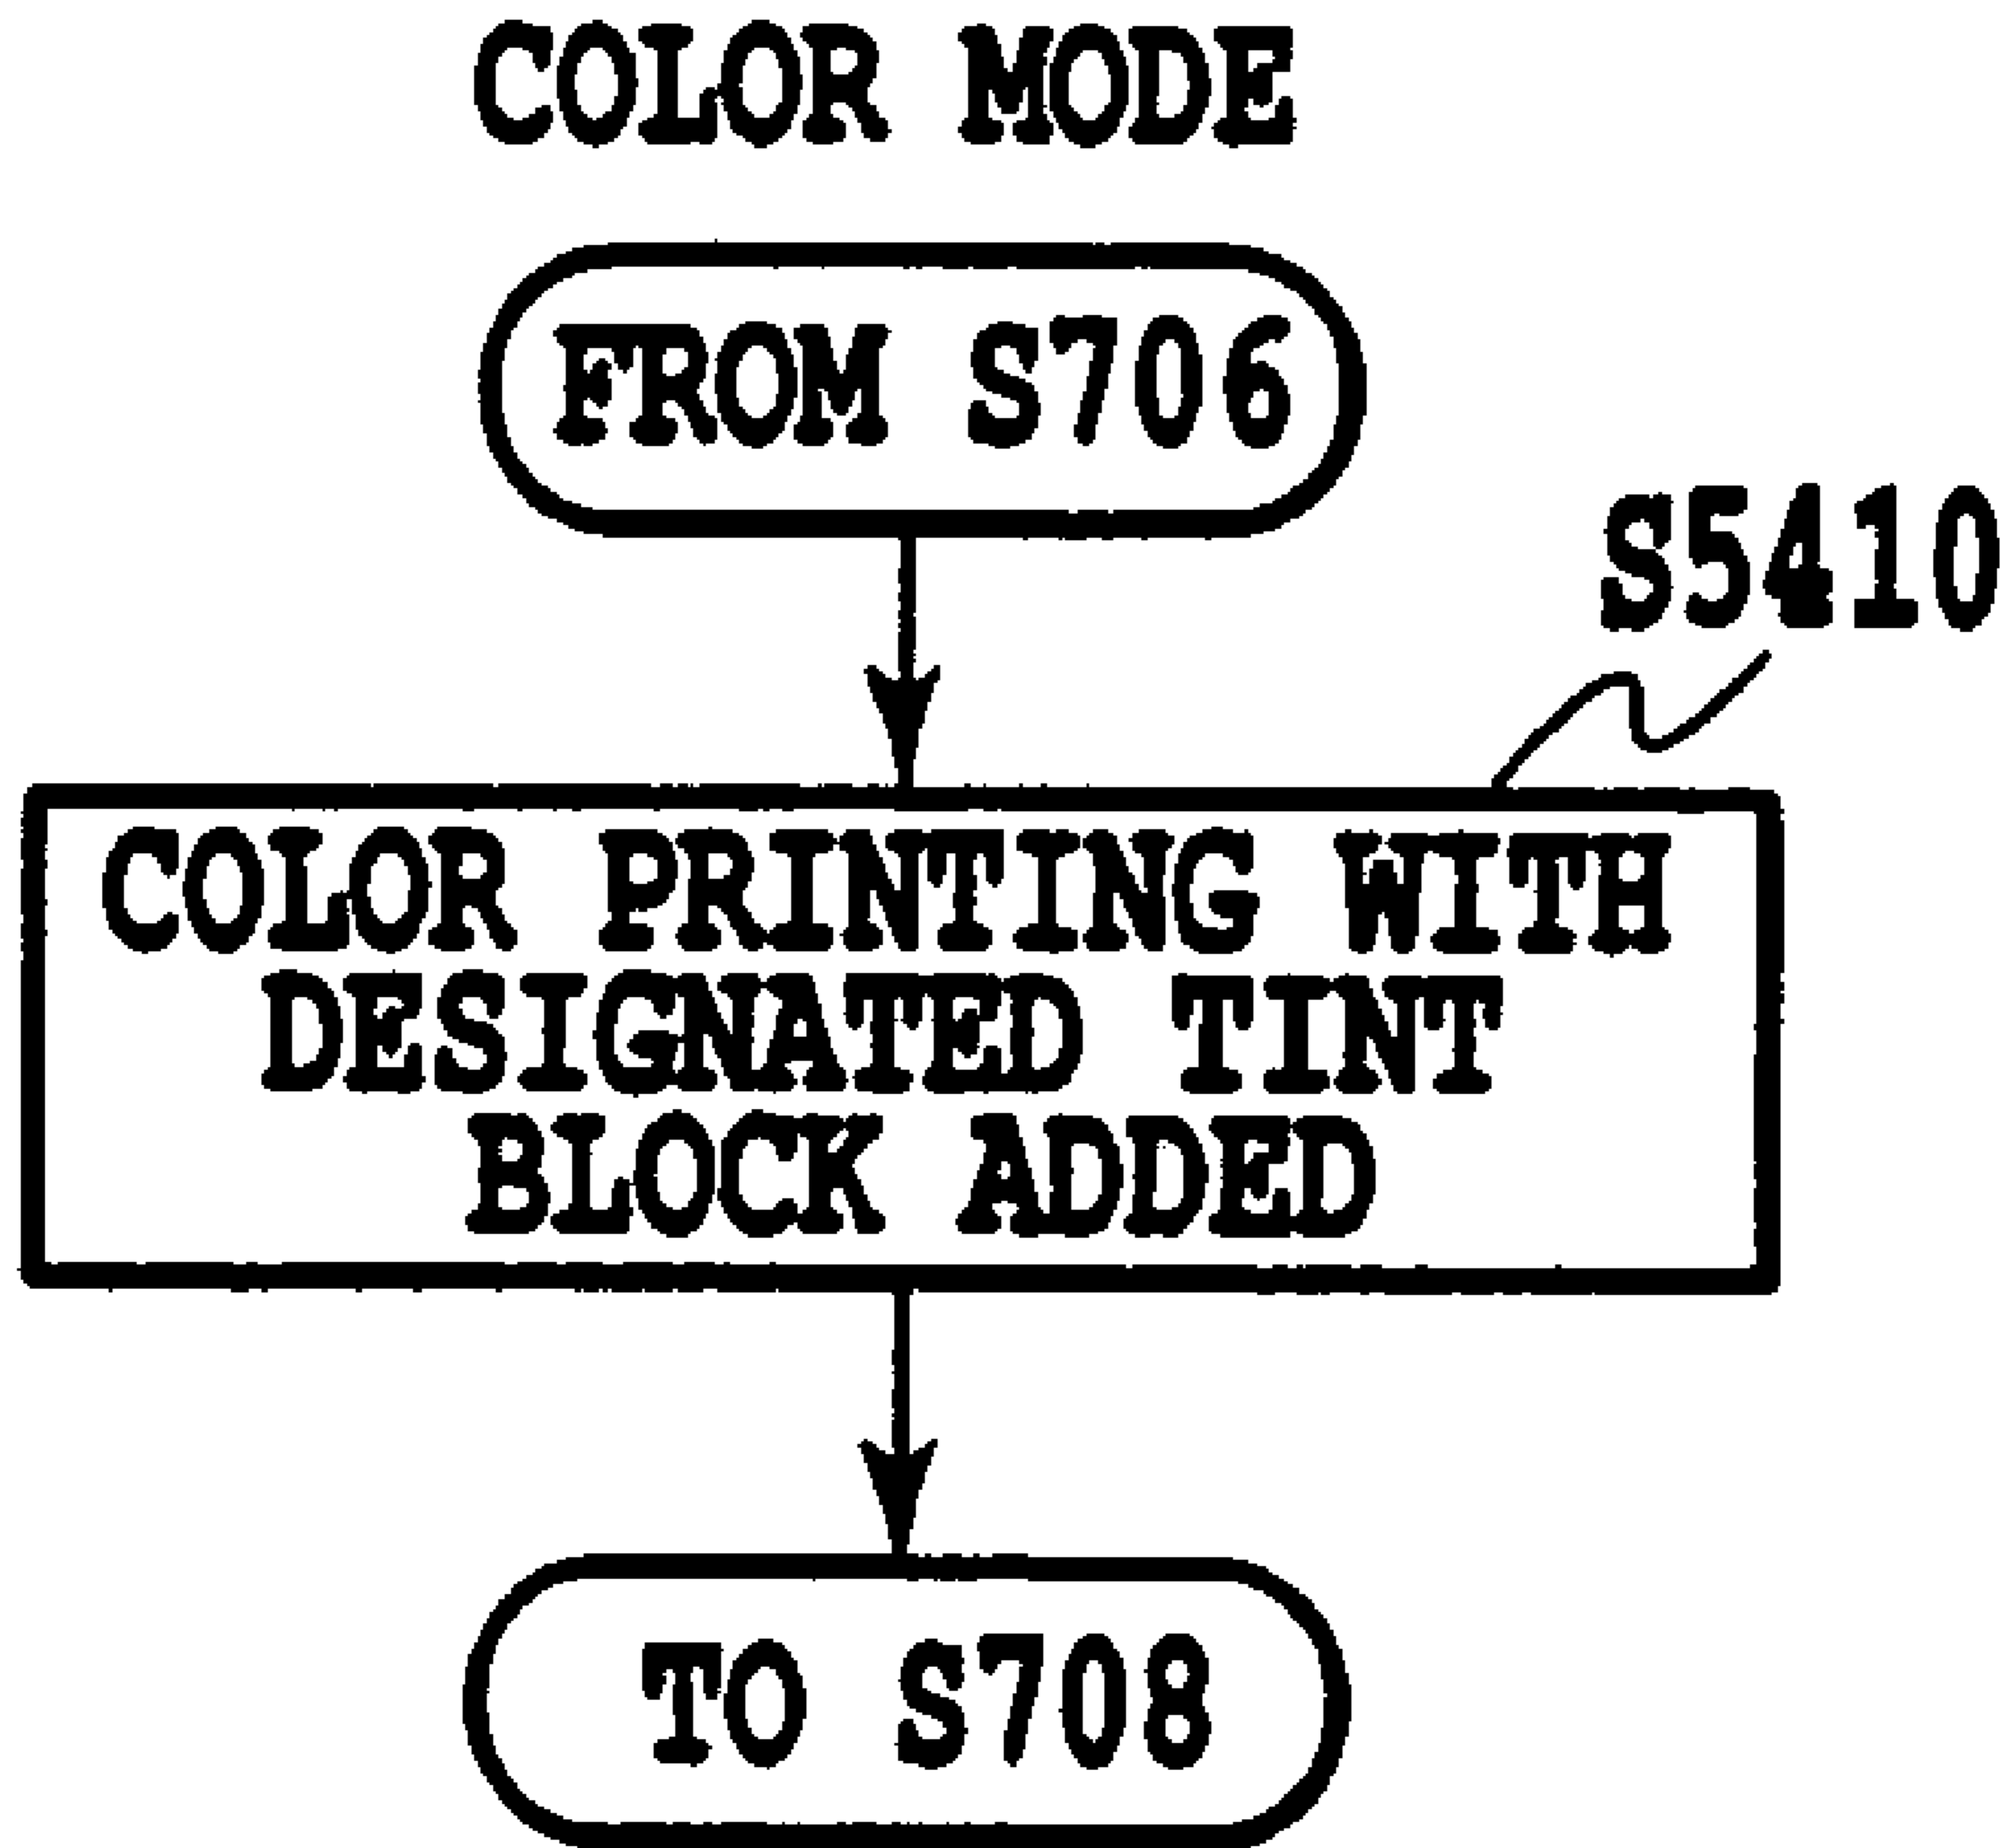 COLOR MODE
FROM S706
S5410
COLOR PRINTING WITH
DESIGNATED TINT
BLOCK ADDED
TO S708